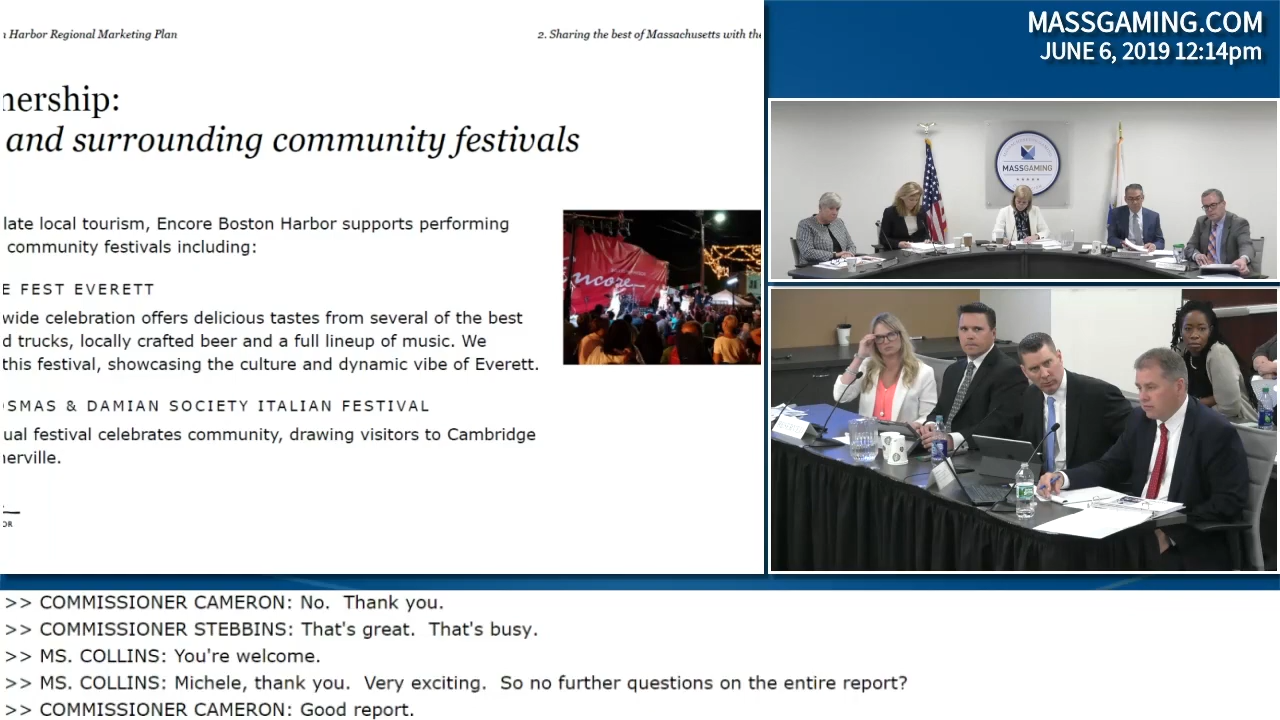 n Harbor Regional Marketing Plan
2. Sharing the best of Massachusetts with the
nership:
and surrounding community festivals
late local tourism, Encore Boston Harbor supports performing
community festivals including:
E FEST EVERETT
wide celebration offers delicious tastes from several of the best
d trucks, locally crafted beer and a full lineup of music. We
this festival, showcasing the culture and dynamic vibe of Everett.
OSMAS & DAMIAN SOCIETY ITALIAN FESTIVAL
ual festival celebrates community, drawing visitors to Cambridge
nerville.
OR
Encore
MASSGAMING.COM
JUNE 6, 2019 12:14pm
MASSGAMING
>> COMMISSIONER CAMERON: No. Thank you.
>> COMMISSIONER STEBBINS: That's great. That's busy.
>> MS. COLLINS: You're welcome.
>> MS. COLLINS: Michele, thank you. Very exciting. So no further questions on the entire report?
>> COMMISSIONER CAMERON: Good report.